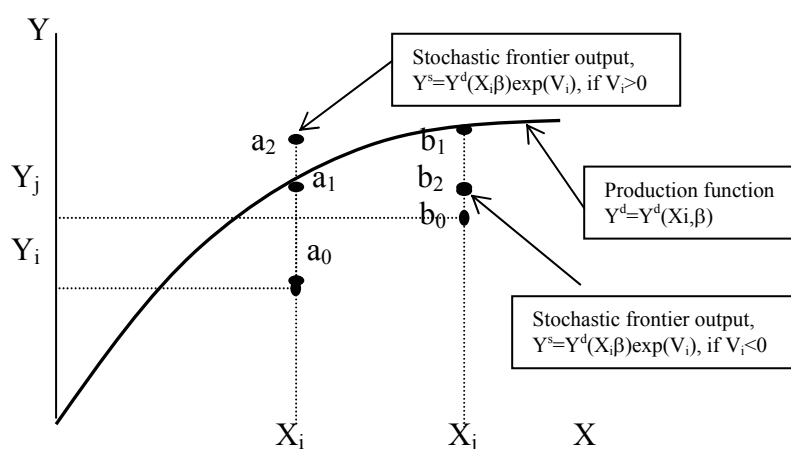 Y
Stochastic frontier output,
Yˢ=Yᵈ(Xᵢβ)exp(Vᵢ), if Vᵢ>0
a₂
b₁
Yⱼ
a₁
b₂
Production function
Yᵈ=Yᵈ(Xi,β)
b₀
Yᵢ
a₀
Stochastic frontier output,
Yˢ=Yᵈ(Xᵢβ)exp(Vᵢ), if Vᵢ<0
Xᵢ
Xⱼ
X